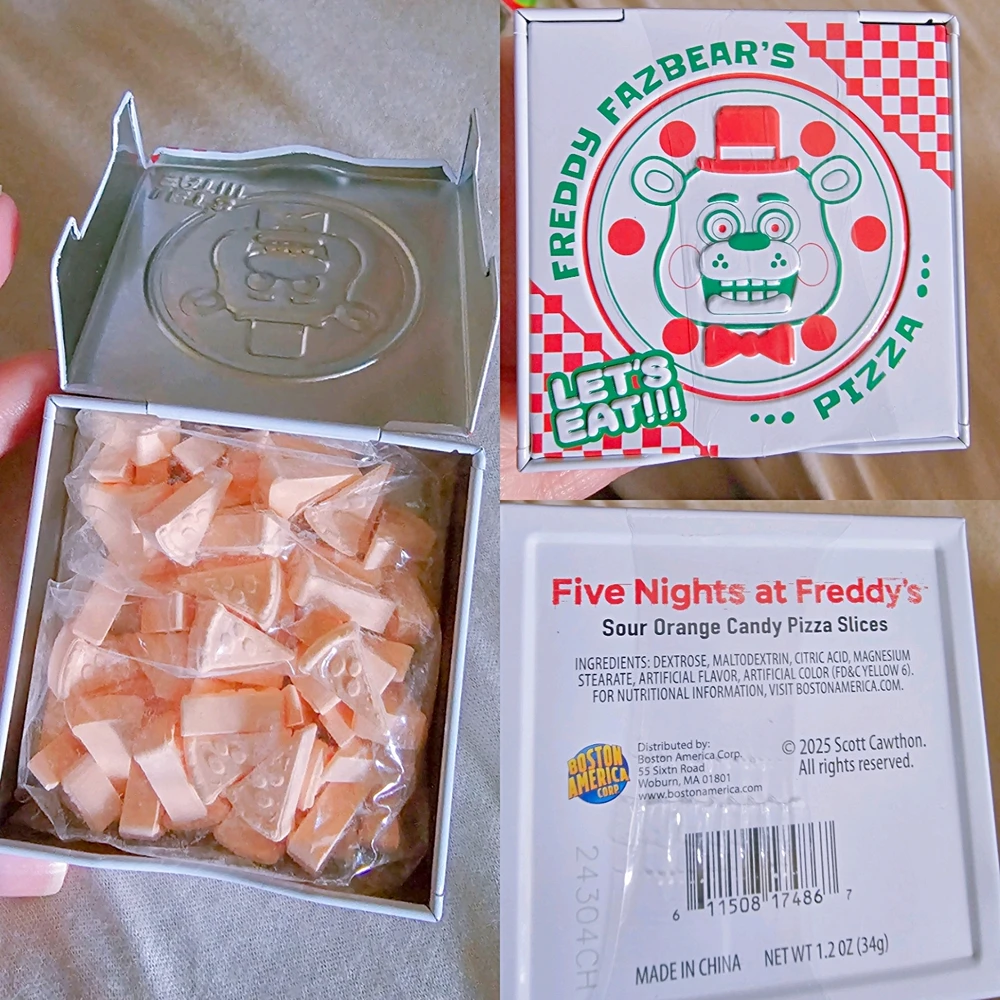 FREDDY FAZBEAR'S
... PIZZA ...
LET'S
EAT!!!
Five Nights at Freddy's
Sour Orange Candy Pizza Slices
INGREDIENTS: DEXTROSE, MALTODEXTRIN, CITRIC ACID, MAGNESIUM
STEARATE, ARTIFICIAL FLAVOR, ARTIFICIAL COLOR (FD&C YELLOW 6).
FOR NUTRITIONAL INFORMATION, VISIT BOSTONAMERICA.COM.
BOSTON
AMERICA
CORP
Distributed by:
Boston America Corp.
55 Sixtn Road
Woburn, MA 01801
www.bostonamerica.com
© 2025 Scott Cawthon.
All rights reserved.
24304CH
6 11508 17486 7
MADE IN CHINA NET WT 1.2 OZ (34g)